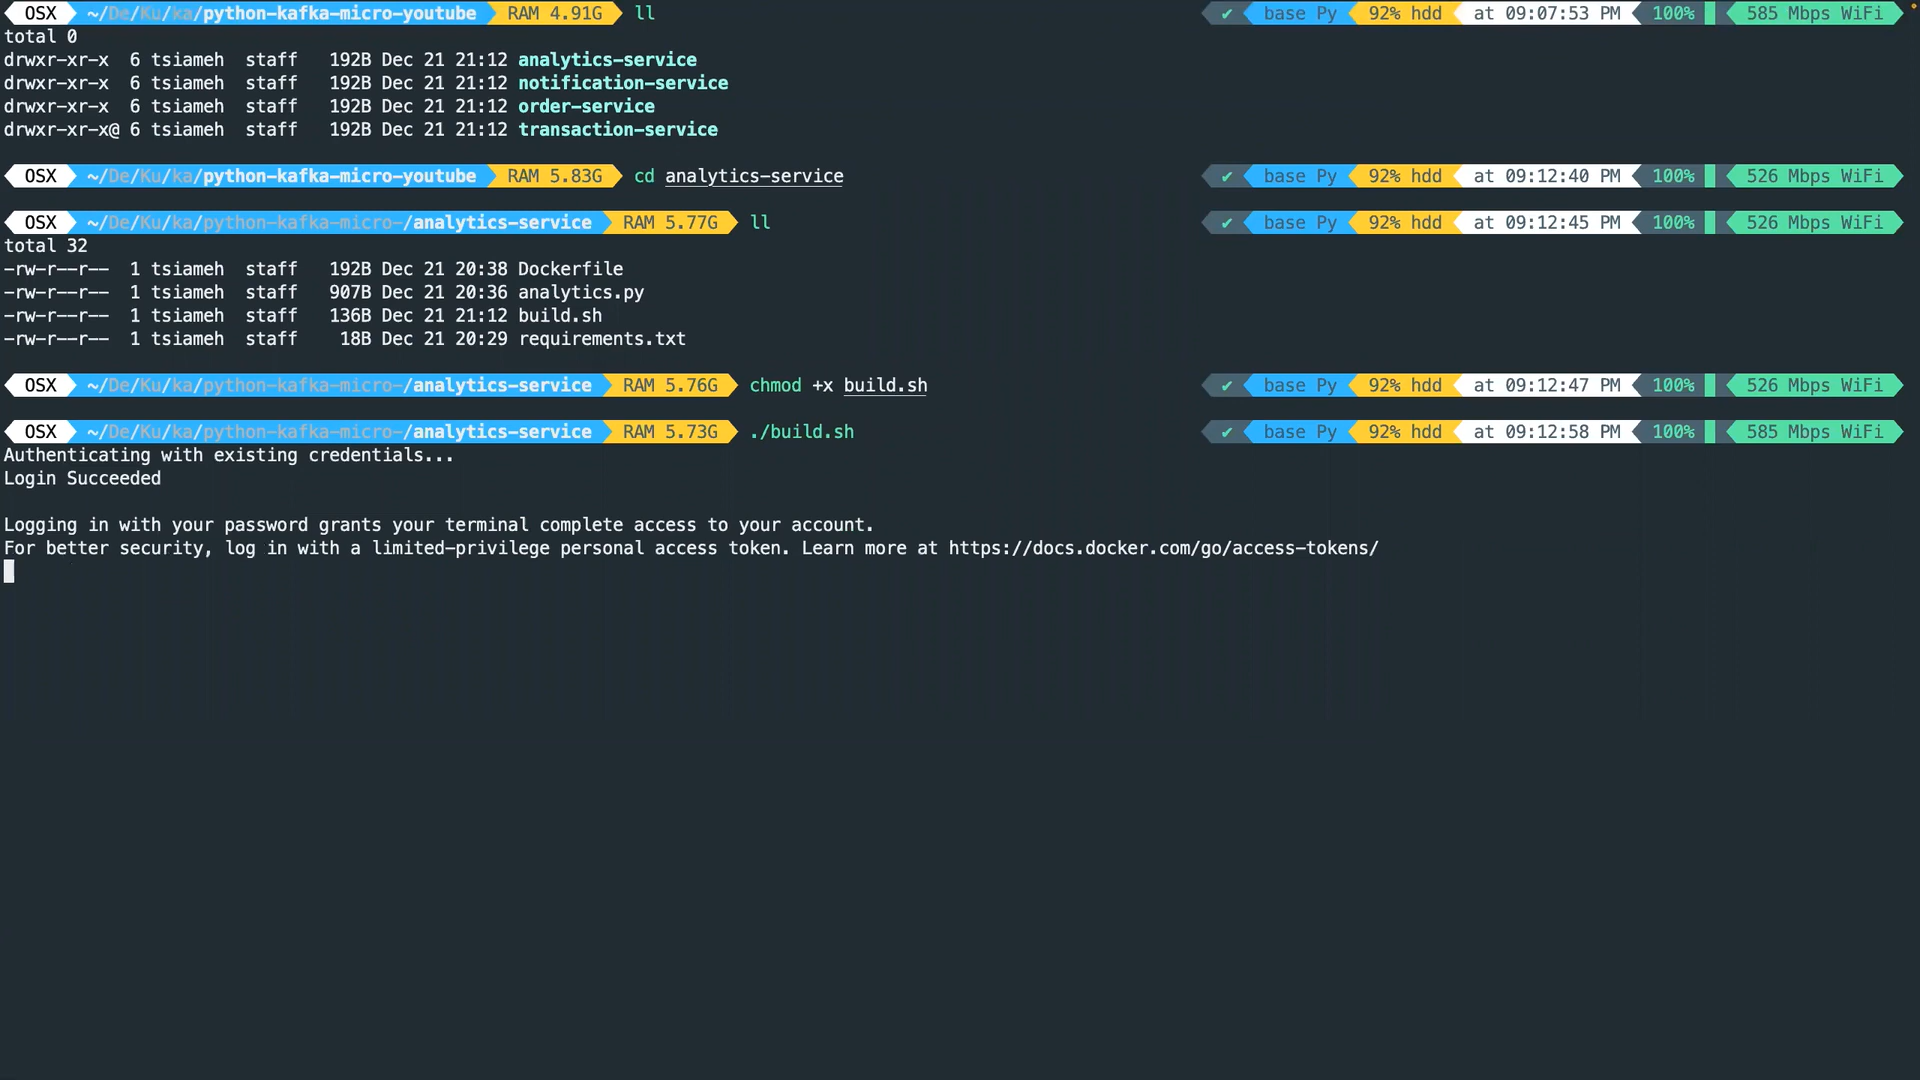 OSX ~/De/Ku/ka/python-kafka-micro-youtube RAM 4.91G ll ✔ base Py 92% hdd at 09:07:53 PM 100% 585 Mbps WiFi
total 0
drwxr-xr-x 6 tsiameh staff 192B Dec 21 21:12 analytics-service
drwxr-xr-x 6 tsiameh staff 192B Dec 21 21:12 notification-service
drwxr-xr-x 6 tsiameh staff 192B Dec 21 21:12 order-service
drwxr-xr-x@ 6 tsiameh staff 192B Dec 21 21:12 transaction-service
OSX ~/De/Ku/ka/python-kafka-micro-youtube RAM 5.83G cd analytics-service ✔ base Py 92% hdd at 09:12:40 PM 100% 526 Mbps WiFi
OSX ~/De/Ku/ka/python-kafka-micro-/analytics-service RAM 5.77G ll ✔ base Py 92% hdd at 09:12:45 PM 100% 526 Mbps WiFi
total 32
-rw-r--r-- 1 tsiameh staff 192B Dec 21 20:38 Dockerfile
-rw-r--r-- 1 tsiameh staff 907B Dec 21 20:36 analytics.py
-rw-r--r-- 1 tsiameh staff 136B Dec 21 21:12 build.sh
-rw-r--r-- 1 tsiameh staff 18B Dec 21 20:29 requirements.txt
OSX ~/De/Ku/ka/python-kafka-micro-/analytics-service RAM 5.76G chmod +x build.sh ✔ base Py 92% hdd at 09:12:47 PM 100% 526 Mbps WiFi
OSX ~/De/Ku/ka/python-kafka-micro-/analytics-service RAM 5.73G ./build.sh ✔ base Py 92% hdd at 09:12:58 PM 100% 585 Mbps WiFi
Authenticating with existing credentials...
Login Succeeded
Logging in with your password grants your terminal complete access to your account.
For better security, log in with a limited-privilege personal access token. Learn more at https://docs.docker.com/go/access-tokens/